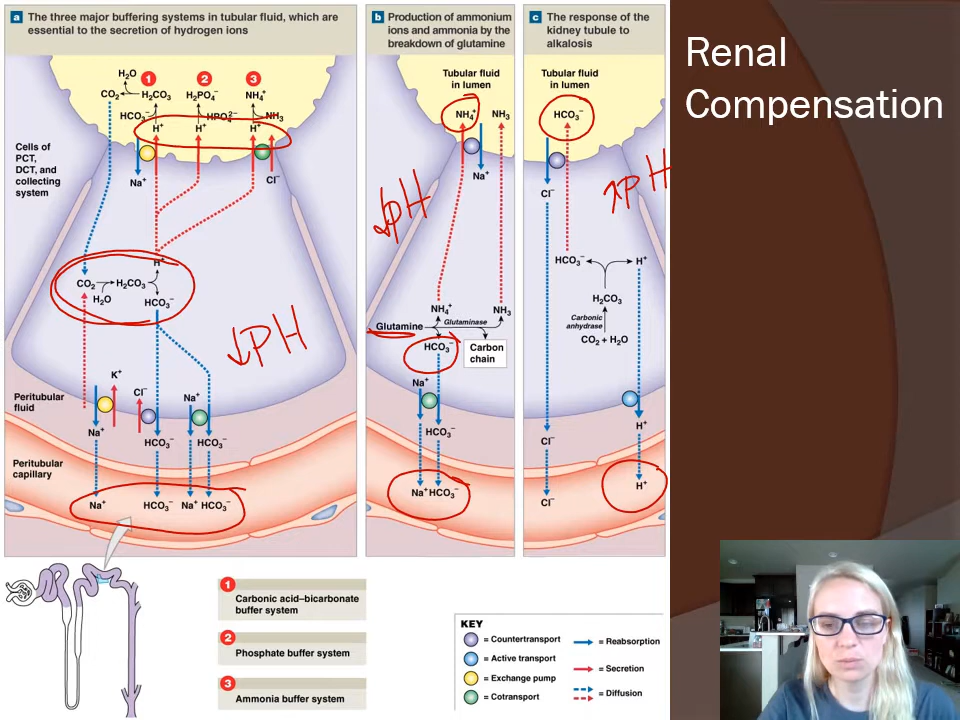 a The three major buffering systems in tubular fluid, which are
essential to the secretion of hydrogen ions
H₂O
1
2
3
CO₂
H₂CO₃
H₂PO₄⁻
NH₄⁺
HCO₃⁻
HPO₄²⁻
NH₃
H⁺
H⁺
H⁺
Cells of
PCT,
DCT, and
collecting
system
Na⁺
Cl⁻
H⁺
CO₂
H₂CO₃
H₂O
HCO₃⁻
↓PH
K⁺
Cl⁻
Na⁺
Peritubular
fluid
Na⁺
HCO₃⁻
HCO₃⁻
Peritubular
capillary
Na⁺
HCO₃⁻
Na⁺
HCO₃⁻
b Production of ammonium
ions and ammonia by the
breakdown of glutamine
Tubular fluid
in lumen
NH₄⁺
NH₃
Na⁺
↓PH
NH₄⁺
NH₃
Glutamine
Glutaminase
HCO₃⁻
Carbon
chain
Na⁺
HCO₃⁻
Na⁺
HCO₃⁻
c The response of the
kidney tubule to
alkalosis
Tubular fluid
in lumen
HCO₃⁻
Cl⁻
↑PH
HCO₃⁻
H⁺
H₂CO₃
Carbonic
anhydrase
CO₂ + H₂O
Cl⁻
H⁺
Cl⁻
H⁺
Renal
Compensation
1
Carbonic acid–bicarbonate
buffer system
2
Phosphate buffer system
3
Ammonia buffer system
KEY
= Countertransport
= Reabsorption
= Active transport
= Exchange pump
= Secretion
= Cotransport
= Diffusion